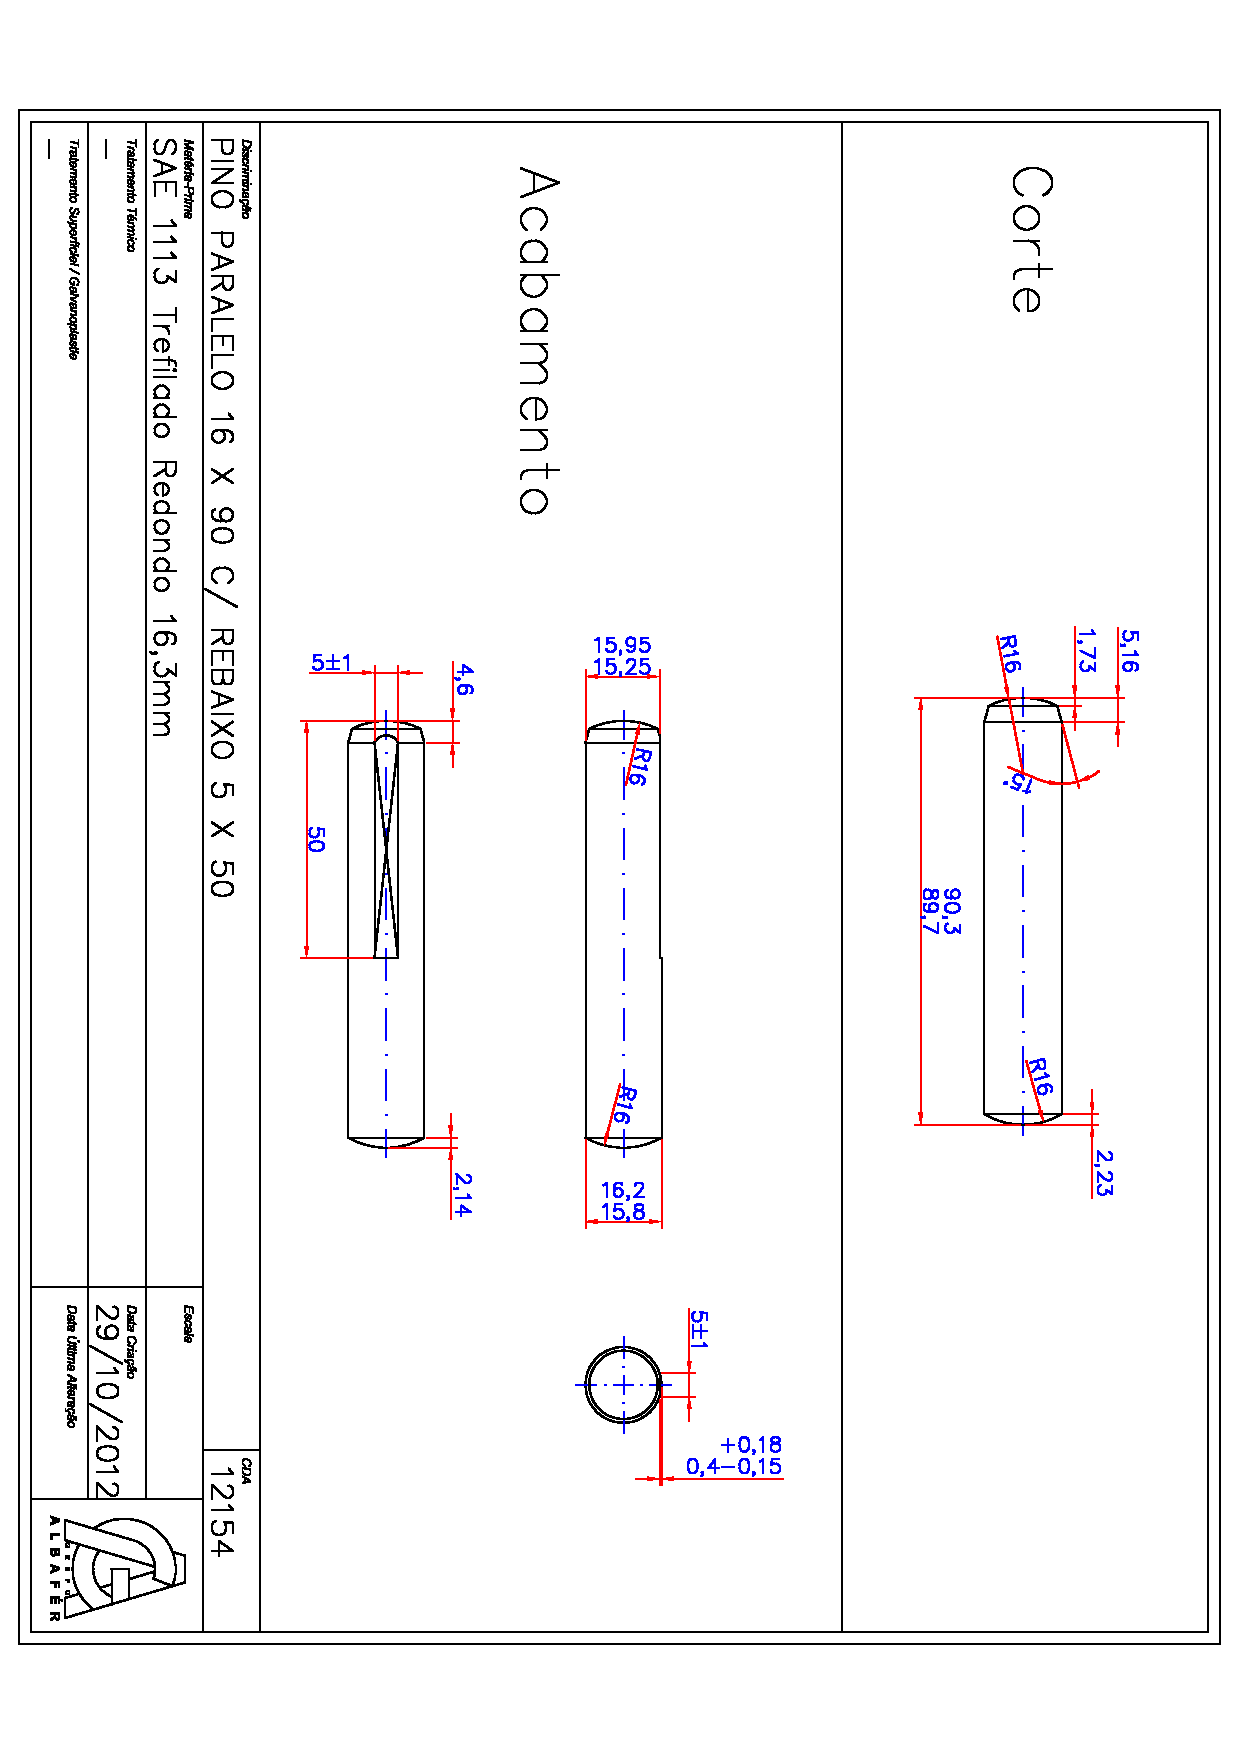 Corte
5,16
1,73
R16
15°
90,3
89,7
R16
2,23
Acabamento
15,95
15,25
R16
R16
16,2
15,8
5±1
+0,18
0,4-0,15
5±1
4,6
50
2,14
Discriminação
PINO PARALELO 16 X 90 C/ REBAIXO 5 X 50
CDA
12154
Matéria-Prima
SAE 1113 Trefilado Redondo 16,3mm
Escala
Tratamento Térmico
—
Data Criação
29/10/2012
Tratamento Superficial / Galvanoplastia
—
Data Última Alteração
GRUPO
ALBAFÉR